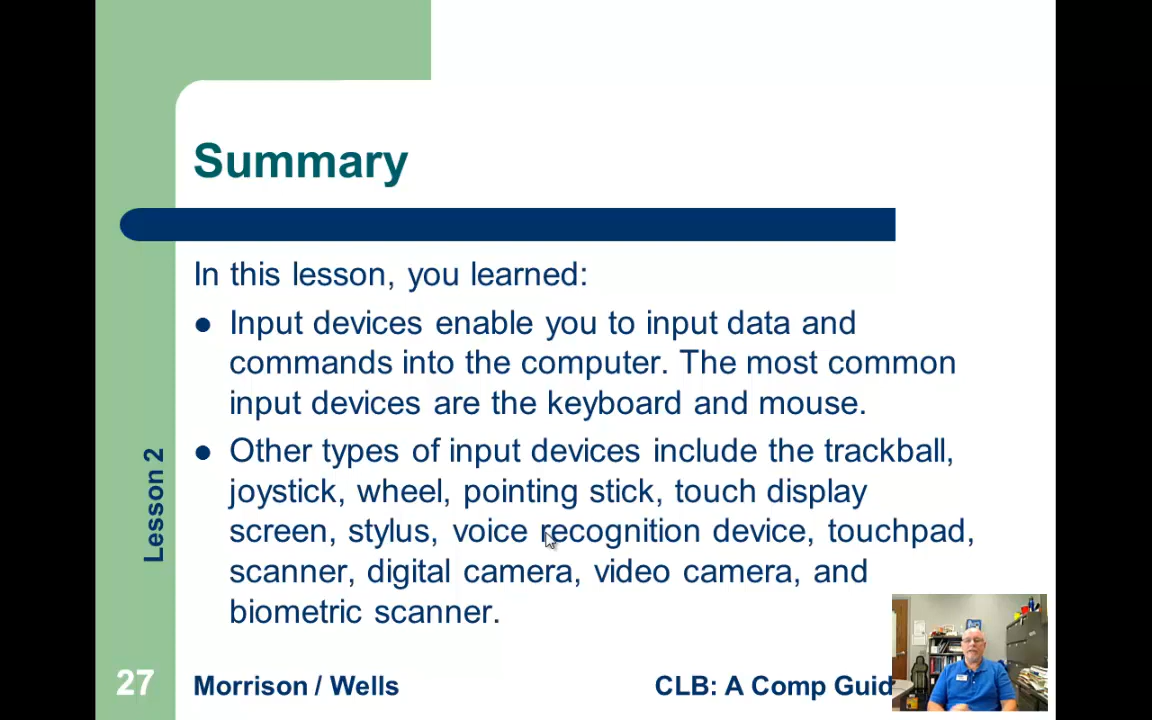 Summary
In this lesson, you learned:
Input devices enable you to input data and
commands into the computer. The most common
input devices are the keyboard and mouse.
Other types of input devices include the trackball,
joystick, wheel, pointing stick, touch display
screen, stylus, voice recognition device, touchpad,
scanner, digital camera, video camera, and
biometric scanner.
Lesson 2
27
Morrison / Wells
CLB: A Comp Guid